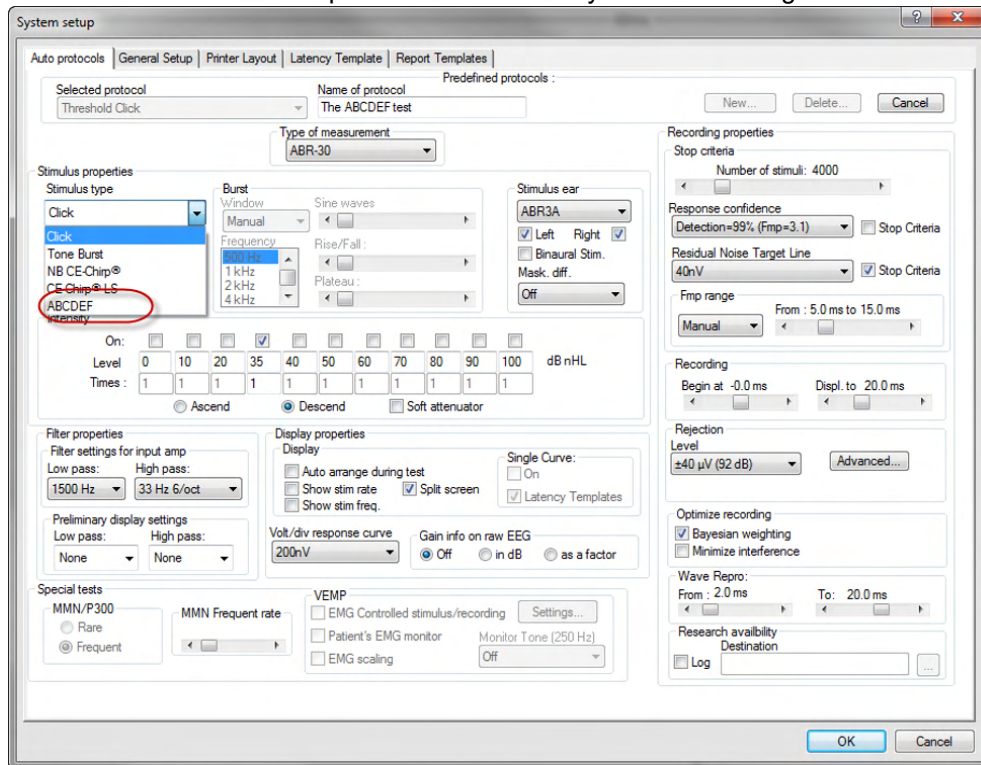 System setup
Auto protocols General Setup Printer Layout Latency Template Report Templates
Predefined protocols :
Selected protocol
Threshold Click
Name of protocol
The ABCDEF test
New... Delete... Cancel
Type of measurement
ABR-30
Stimulus properties
Stimulus type
Click
Click
Tone Burst
NB CE-Chirp®
CE-Chirp® LS
ABCDEF
Burst
Window
Manual
Frequency
500 Hz
1 kHz
2 kHz
4 kHz
Sine waves
Rise/Fall :
Plateau :
Stimulus ear
ABR3A
Left Right
Binaural Stim.
Mask. diff.
Off
Intensity
On:
Level 0 10 20 35 40 50 60 70 80 90 100 dB nHL
Times : 1 1 1 1 1 1 1 1 1 1 1
Ascend Descend Soft attenuator
Filter properties
Filter settings for input amp
Low pass: High pass:
1500 Hz 33 Hz 6/oct
Preliminary display settings
Low pass: High pass:
None None
Display properties
Display
Auto arrange during test
Show stim rate Split screen
Show stim freq.
Single Curve:
On
Latency Templates
Volt/div response curve
200nV
Gain info on raw EEG
Off in dB as a factor
Special tests
MMN/P300
Rare
Frequent
MMN Frequent rate
VEMP
EMG Controlled stimulus/recording Settings...
Patient's EMG monitor
EMG scaling
Monitor Tone (250 Hz)
Off
Recording properties
Stop criteria
Number of stimuli: 4000
Response confidence
Detection=99% (Fmp=3.1) Stop Criteria
Residual Noise Target Line
40nV Stop Criteria
Fmp range
Manual
From : 5.0 ms to 15.0 ms
Recording
Begin at -0.0 ms Displ. to 20.0 ms
Rejection
Level
±40 µV (92 dB) Advanced...
Optimize recording
Bayesian weighting
Minimize interference
Wave Repro:
From : 2.0 ms To: 20.0 ms
Research availbility
Destination
Log ...
OK Cancel